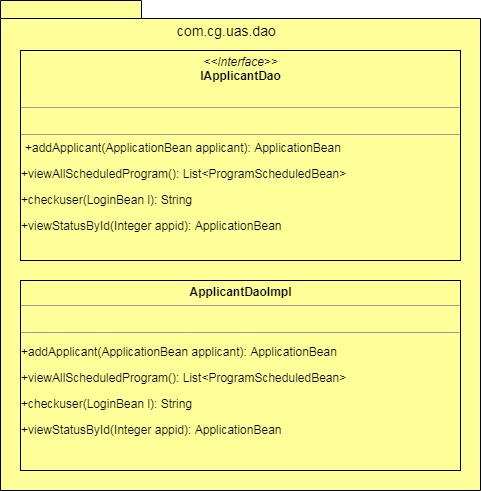 com.cg.uas.dao
<<Interface>>
IApplicantDao
+addApplicant(ApplicationBean applicant): ApplicationBean
+viewAllScheduledProgram(): List<ProgramScheduledBean>
+checkuser(LoginBean l): String
+viewStatusById(Integer appid): ApplicationBean
ApplicantDaoImpl
+addApplicant(ApplicationBean applicant): ApplicationBean
+viewAllScheduledProgram(): List<ProgramScheduledBean>
+checkuser(LoginBean l): String
+viewStatusById(Integer appid): ApplicationBean